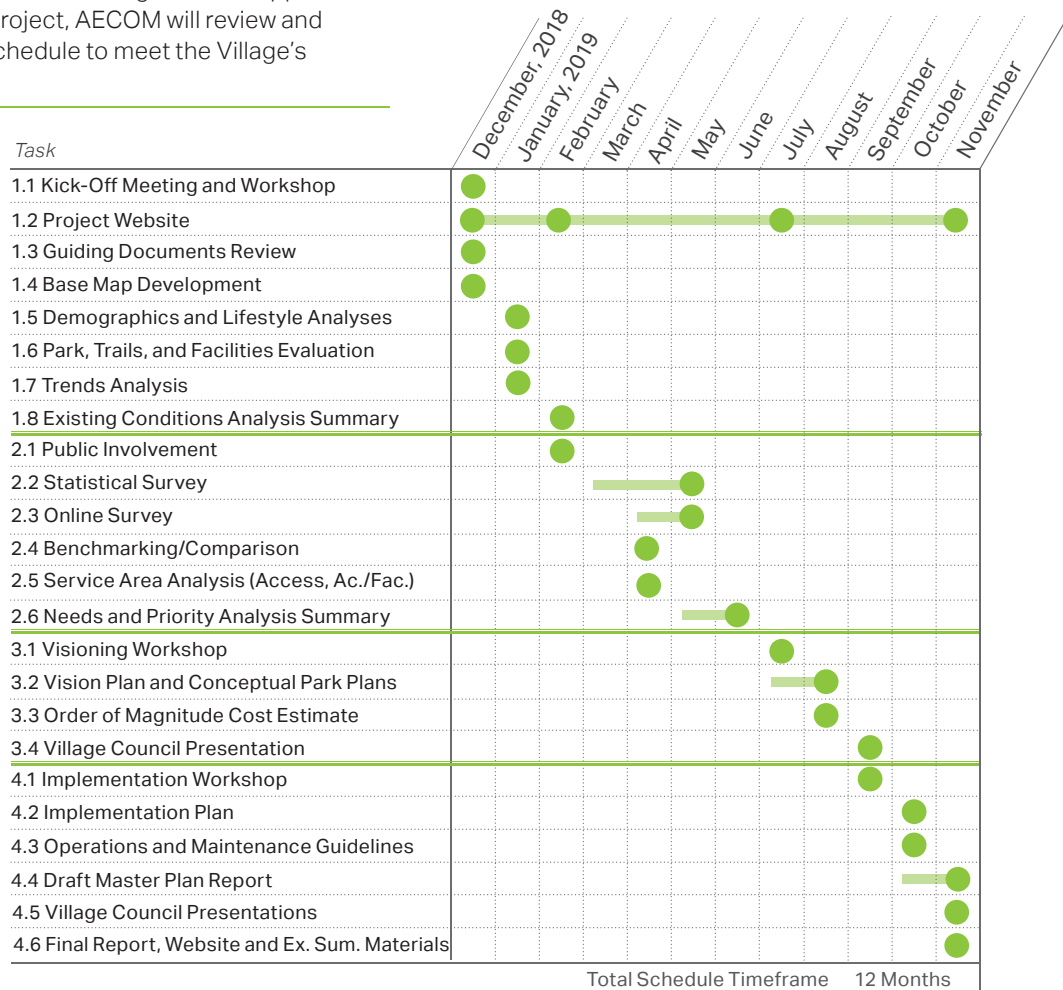 project, AECOM will review and
schedule to meet the Village's
December, 2018
January, 2019
February
March
April
May
June
July
August
September
October
November
Task
1.1 Kick-Off Meeting and Workshop
1.2 Project Website
1.3 Guiding Documents Review
1.4 Base Map Development
1.5 Demographics and Lifestyle Analyses
1.6 Park, Trails, and Facilities Evaluation
1.7 Trends Analysis
1.8 Existing Conditions Analysis Summary
2.1 Public Involvement
2.2 Statistical Survey
2.3 Online Survey
2.4 Benchmarking/Comparison
2.5 Service Area Analysis (Access, Ac./Fac.)
2.6 Needs and Priority Analysis Summary
3.1 Visioning Workshop
3.2 Vision Plan and Conceptual Park Plans
3.3 Order of Magnitude Cost Estimate
3.4 Village Council Presentation
4.1 Implementation Workshop
4.2 Implementation Plan
4.3 Operations and Maintenance Guidelines
4.4 Draft Master Plan Report
4.5 Village Council Presentations
4.6 Final Report, Website and Ex. Sum. Materials
Total Schedule Timeframe 12 Months